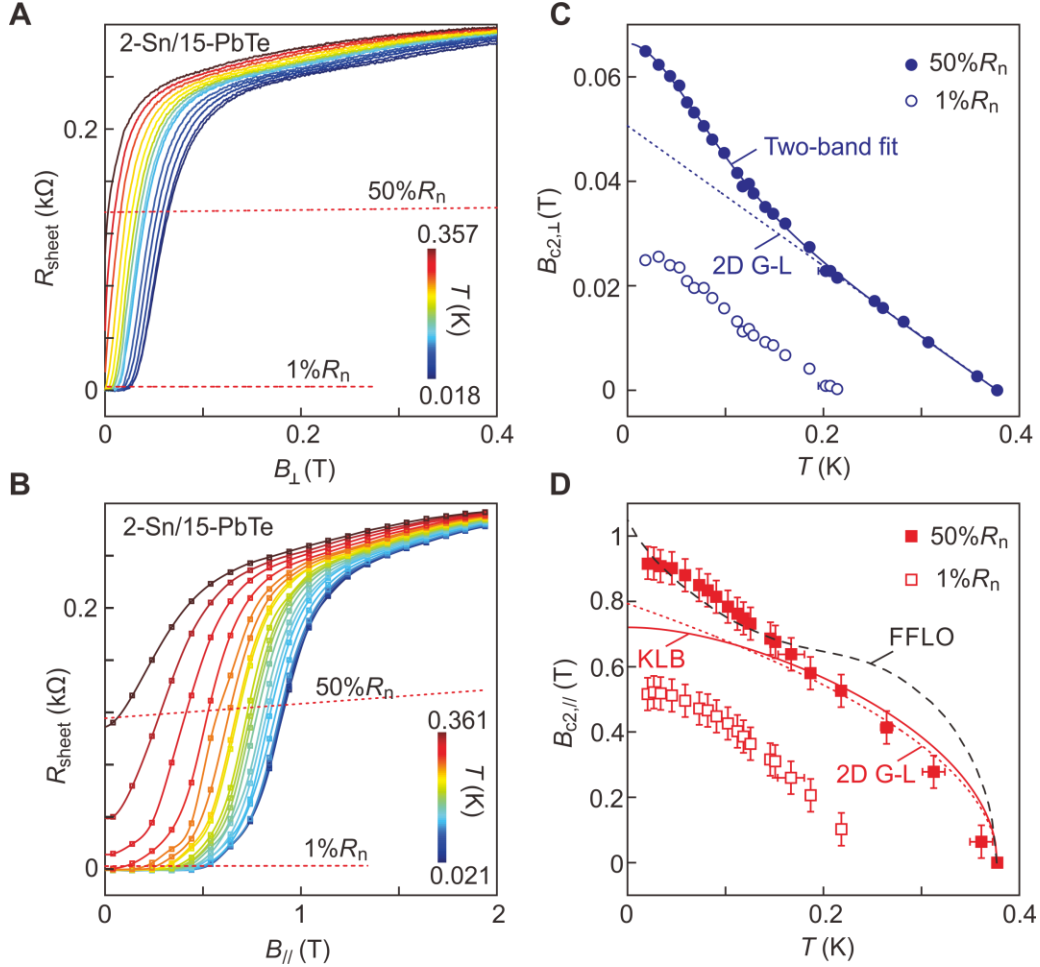 A
2-Sn/15-PbTe
R_sheet (kΩ)
0.2
0
50%R_n
0.357
T (K)
0.018
1%R_n
0 0.2 0.4
B_⊥ (T)
B
2-Sn/15-PbTe
R_sheet (kΩ)
0.2
0
50%R_n
0.361
T (K)
0.021
1%R_n
0 1 2
B_// (T)
C
B_c2,⊥ (T)
0.06
0.04
0.02
0
50%R_n
1%R_n
Two-band fit
2D G-L
0 0.2 0.4
T (K)
D
B_c2,// (T)
1
0.8
0.6
0.4
0.2
0
50%R_n
1%R_n
FFLO
KLB
2D G-L
0 0.2 0.4
T (K)